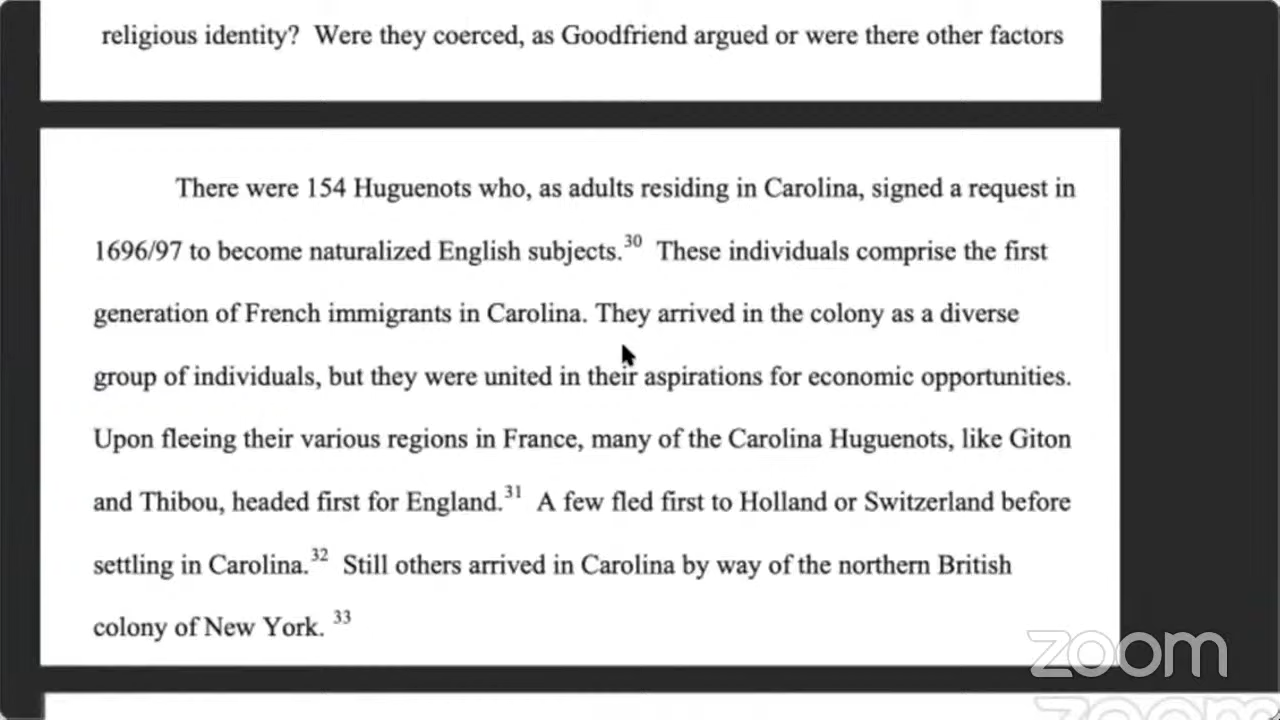 religious identity? Were they coerced, as Goodfriend argued or were there other factors
There were 154 Huguenots who, as adults residing in Carolina, signed a request in
1696/97 to become naturalized English subjects.30 These individuals comprise the first
generation of French immigrants in Carolina. They arrived in the colony as a diverse
group of individuals, but they were united in their aspirations for economic opportunities.
Upon fleeing their various regions in France, many of the Carolina Huguenots, like Giton
and Thibou, headed first for England.31 A few fled first to Holland or Switzerland before
settling in Carolina.32 Still others arrived in Carolina by way of the northern British
colony of New York. 33
zoom
zoom